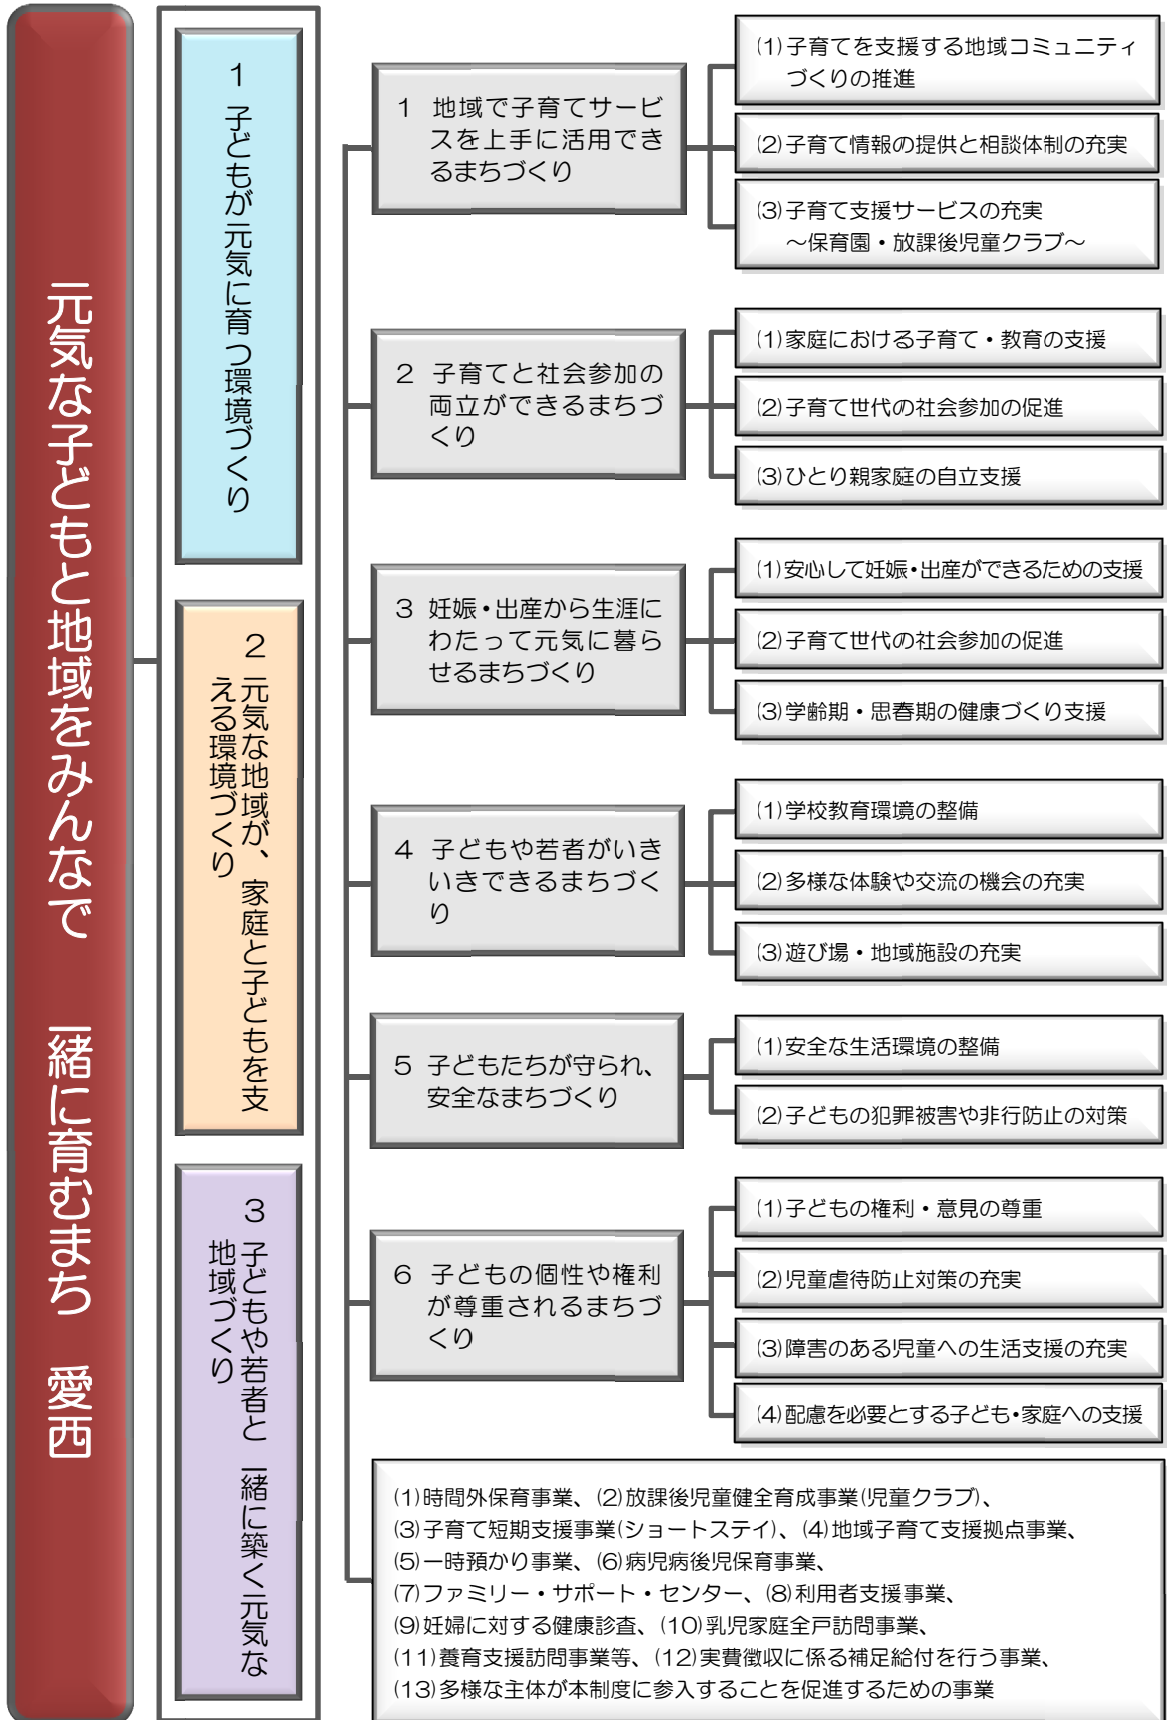 元気な子どもと地域をみんなで　一緒に育むまち　愛西
1 子どもが元気に育つ環境づくり
2 元気な地域が、家庭と子どもを支
える環境づくり
3 子どもや若者と一緒に築く元気な
地域づくり
1 地域で子育てサービ
スを上手に活用でき
るまちづくり
(1)子育てを支援する地域コミュニティ
づくりの推進
(2)子育て情報の提供と相談体制の充実
(3)子育て支援サービスの充実
～保育園・放課後児童クラブ～
2 子育てと社会参加の
両立ができるまちづ
くり
(1)家庭における子育て・教育の支援
(2)子育て世代の社会参加の促進
(3)ひとり親家庭の自立支援
3 妊娠・出産から生涯に
わたって元気に暮ら
せるまちづくり
(1)安心して妊娠・出産ができるための支援
(2)子育て世代の社会参加の促進
(3)学齢期・思春期の健康づくり支援
4 子どもや若者がいき
いきできるまちづく
り
(1)学校教育環境の整備
(2)多様な体験や交流の機会の充実
(3)遊び場・地域施設の充実
5 子どもたちが守られ、
安全なまちづくり
(1)安全な生活環境の整備
(2)子どもの犯罪被害や非行防止の対策
6 子どもの個性や権利
が尊重されるまちづ
くり
(1)子どもの権利・意見の尊重
(2)児童虐待防止対策の充実
(3)障害のある児童への生活支援の充実
(4)配慮を必要とする子ども・家庭への支援
(1)時間外保育事業、(2)放課後児童健全育成事業(児童クラブ)、
(3)子育て短期支援事業(ショートステイ)、(4)地域子育て支援拠点事業、
(5)一時預かり事業、(6)病児病後児保育事業、
(7)ファミリー・サポート・センター、(8)利用者支援事業、
(9)妊婦に対する健康診査、(10)乳児家庭全戸訪問事業、
(11)養育支援訪問事業等、(12)実費徴収に係る補足給付を行う事業、
(13)多様な主体が本制度に参入することを促進するための事業